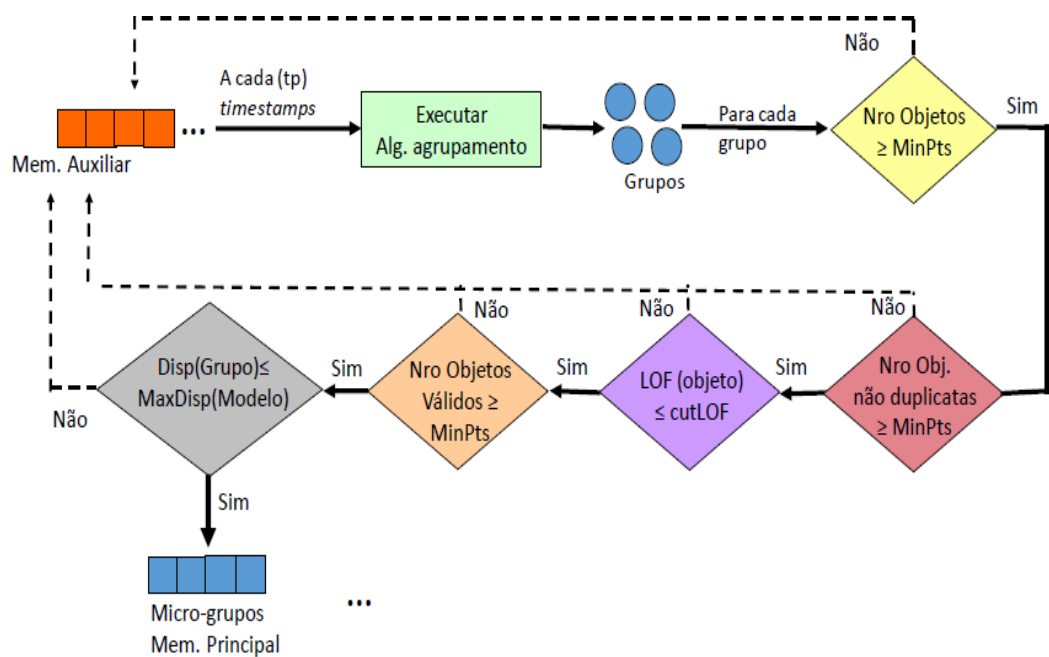 Não
A cada (tp)
timestamps
...
Mem. Auxiliar
Executar
Alg. agrupamento
Grupos
Para cada
grupo
Nro Objetos
≥ MinPts
Sim
Não
Não
Não
Nro Obj.
não duplicatas
≥ MinPts
Sim
LOF (objeto)
≤ cutLOF
Sim
Nro Objetos
Válidos ≥
MinPts
Sim
Disp(Grupo)≤
MaxDisp(Modelo)
Não
Sim
Micro-grupos
Mem. Principal
...